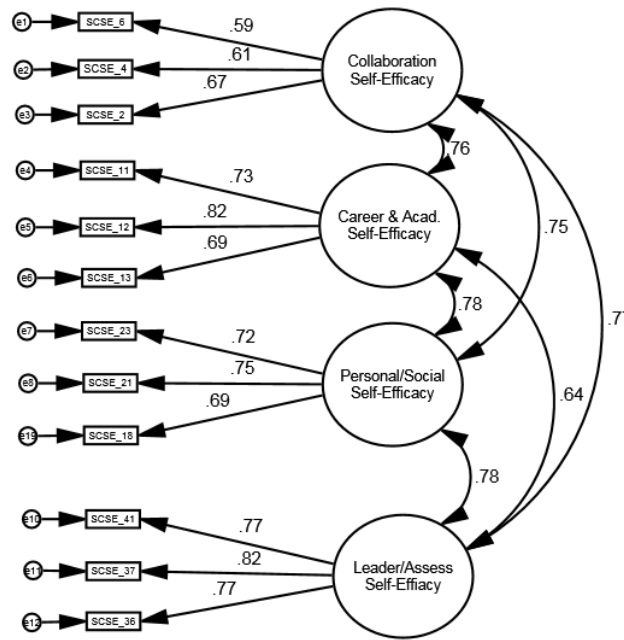 e1 SCSE_6 .59
Collaboration
Self-Efficacy
e2 SCSE_4 .61
e3 SCSE_2 .67
.76
e4 SCSE_11 .73
Career & Acad.
Self-Efficacy
e5 SCSE_12 .82
e6 SCSE_13 .69
.75
.78
e7 SCSE_23 .72
.77
Personal/Social
Self-Efficacy
e8 SCSE_21 .75
.64
e19 SCSE_18 .69
.78
e10 SCSE_41 .77
Leader/Assess
Self-Effiacy
e11 SCSE_37 .82
e12 SCSE_36 .77